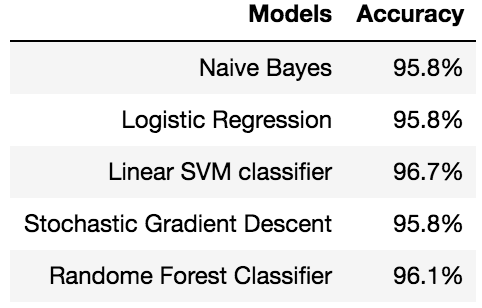 Models Accuracy
Naive Bayes 95.8%
Logistic Regression 95.8%
Linear SVM classifier 96.7%
Stochastic Gradient Descent 95.8%
Randome Forest Classifier 96.1%